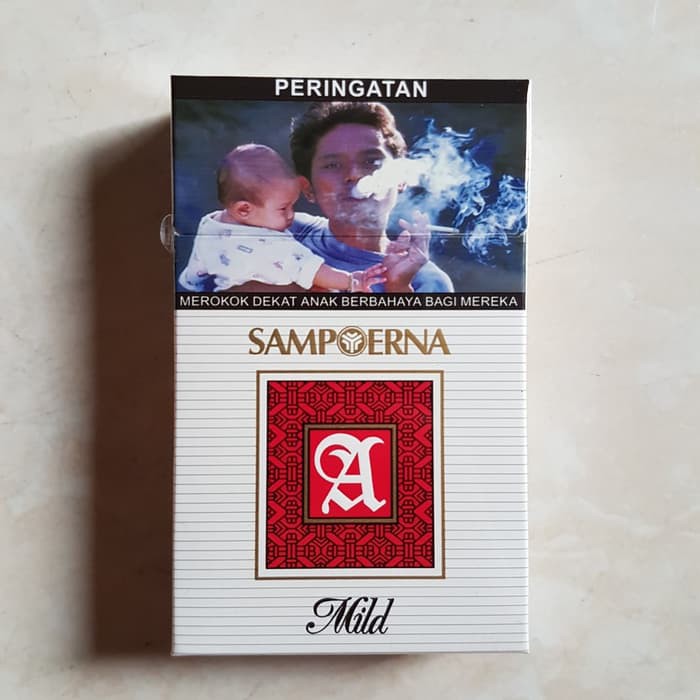 PERINGATAN
MEROKOK DEKAT ANAK BERBAHAYA BAGI MEREKA
SAMPOERNA
A
Mild